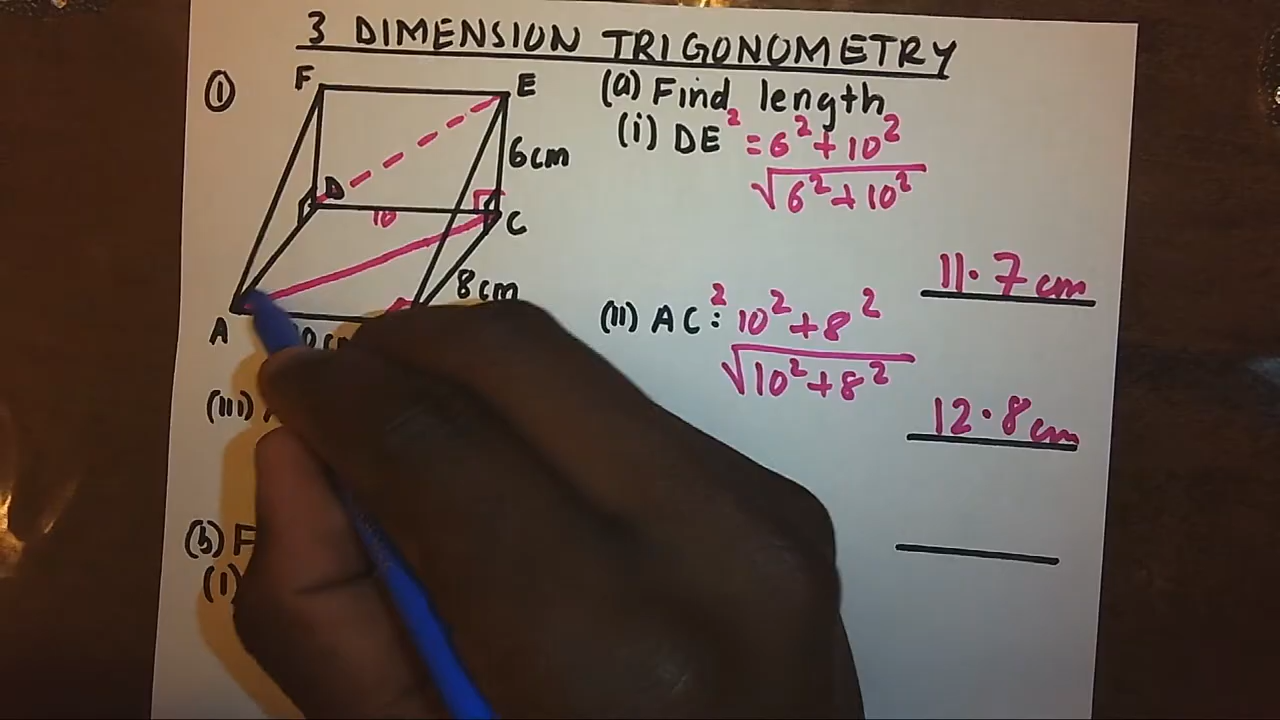 3 DIMENSION TRIGONOMETRY
①
F
E
6cm
D
10
C
8cm
A
(a) Find length
(i) DE² = 6² + 10²
√6² + 10²
11.7 cm
(ii) AC² : 10² + 8²
√10² + 8²
12.8 cm
(iii)
(b) F
(i)